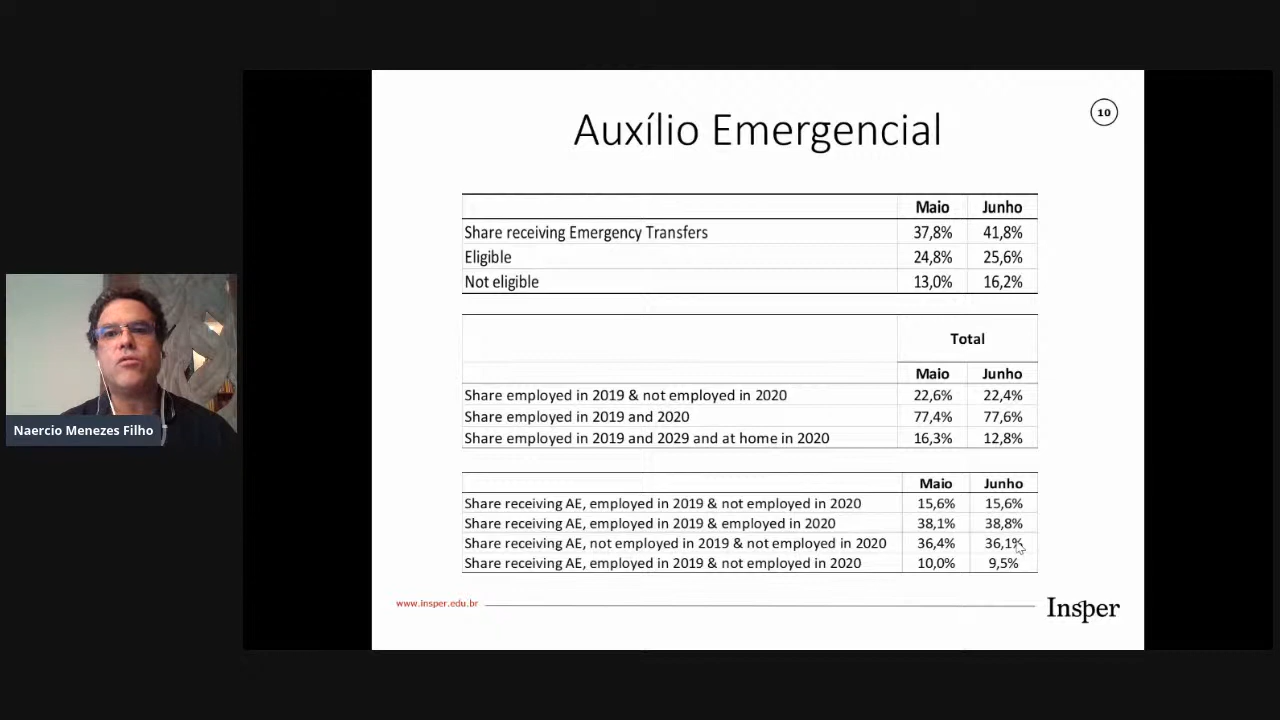 Auxílio Emergencial
10
Maio Junho
Share receiving Emergency Transfers 37,8% 41,8%
Eligible 24,8% 25,6%
Not eligible 13,0% 16,2%
Total
Maio Junho
Share employed in 2019 & not employed in 2020 22,6% 22,4%
Share employed in 2019 and 2020 77,4% 77,6%
Share employed in 2019 and 2029 and at home in 2020 16,3% 12,8%
Maio Junho
Share receiving AE, employed in 2019 & not employed in 2020 15,6% 15,6%
Share receiving AE, employed in 2019 & employed in 2020 38,1% 38,8%
Share receiving AE, not employed in 2019 & not employed in 2020 36,4% 36,1%
Share receiving AE, employed in 2019 & not employed in 2020 10,0% 9,5%
www.insper.edu.br
Insper
Naercio Menezes Filho